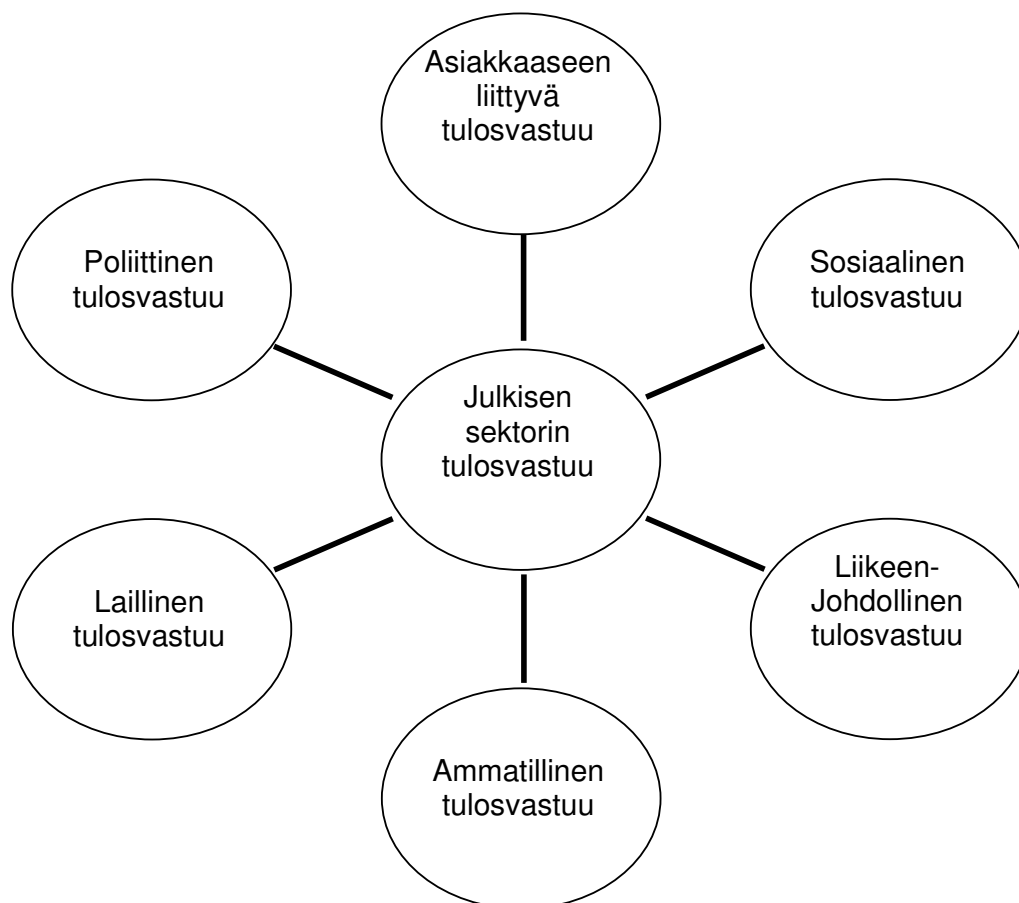 Asiakkaaseen
liittyvä
tulosvastuu
Poliittinen
tulosvastuu
Sosiaalinen
tulosvastuu
Julkisen
sektorin
tulosvastuu
Laillinen
tulosvastuu
Liikeen-
Johdollinen
tulosvastuu
Ammatillinen
tulosvastuu